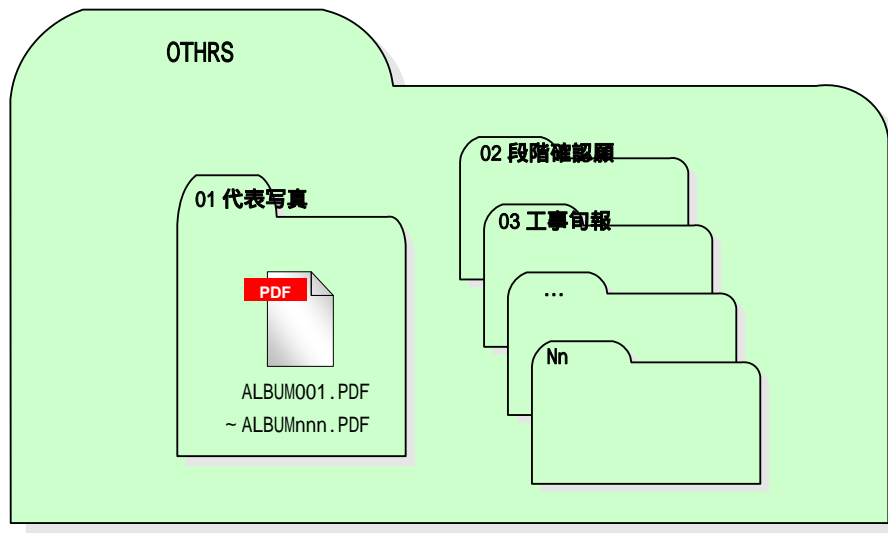 OTHRS
01 代表写真
PDF
ALBUM001.PDF
~ ALBUMnnn.PDF
02 段階確認願
03 工事旬報
…
Nn